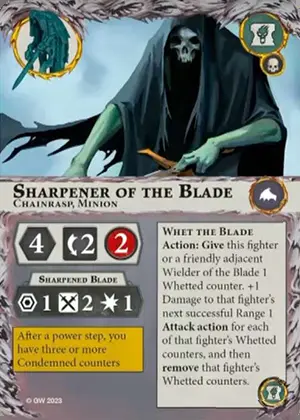 Sharpener of the Blade
Chainrasp, Minion
4 2 2
Sharpened Blade
1 2 1
After a power step, you
have three or more
Condemned counters
© GW 2023
Whet the Blade
Action: Give this fighter
or a friendly adjacent
Wielder of the Blade 1
Whetted counter. +1
Damage to that fighter's
next successful Range 1
Attack action for each
of that fighter's Whetted
counters, and then
remove that fighter's
Whetted counters.